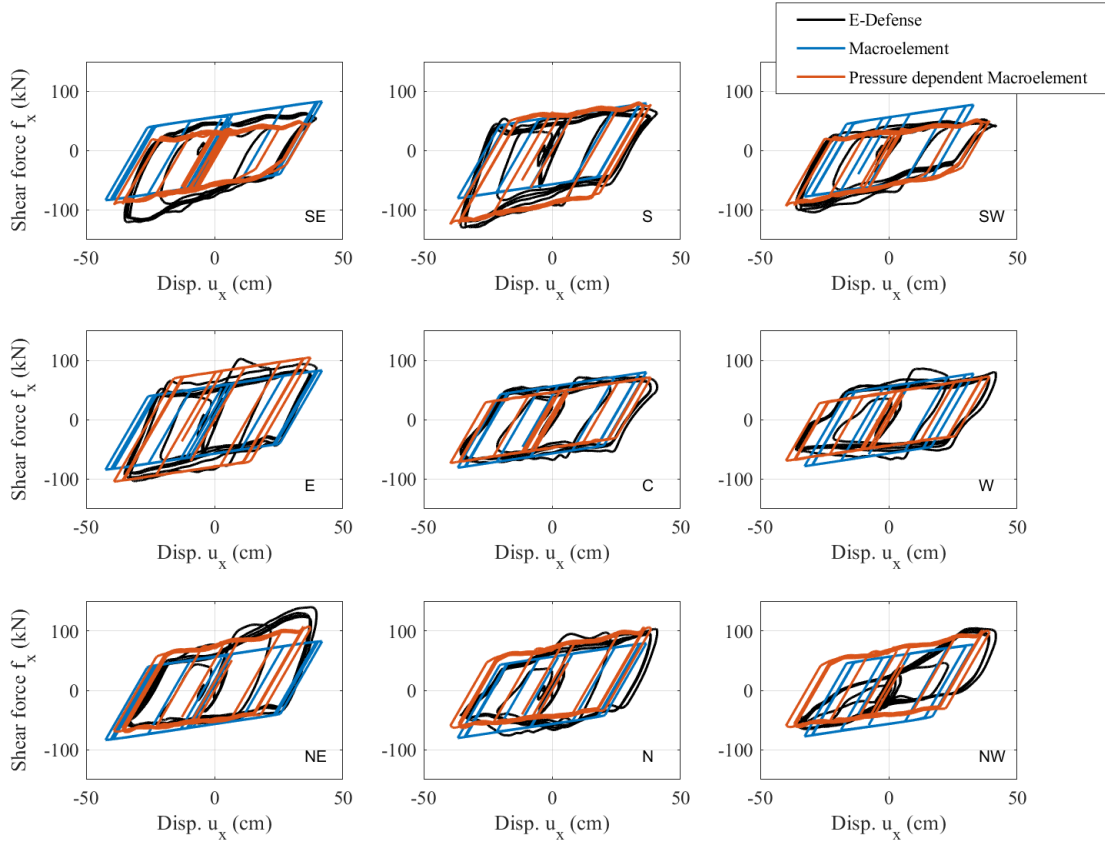 E-Defense
Macroelement
Pressure dependent Macroelement
Shear force f_x (kN)
100
0
-100
-50
0
50
SE
Disp. u_x (cm)
100
0
-100
-50
0
50
S
Disp. u_x (cm)
100
0
-100
-50
0
50
SW
Disp. u_x (cm)
Shear force f_x (kN)
100
0
-100
-50
0
50
E
Disp. u_x (cm)
100
0
-100
-50
0
50
C
Disp. u_x (cm)
100
0
-100
-50
0
50
W
Disp. u_x (cm)
Shear force f_x (kN)
100
0
-100
-50
0
50
NE
Disp. u_x (cm)
100
0
-100
-50
0
50
N
Disp. u_x (cm)
100
0
-100
-50
0
50
NW
Disp. u_x (cm)